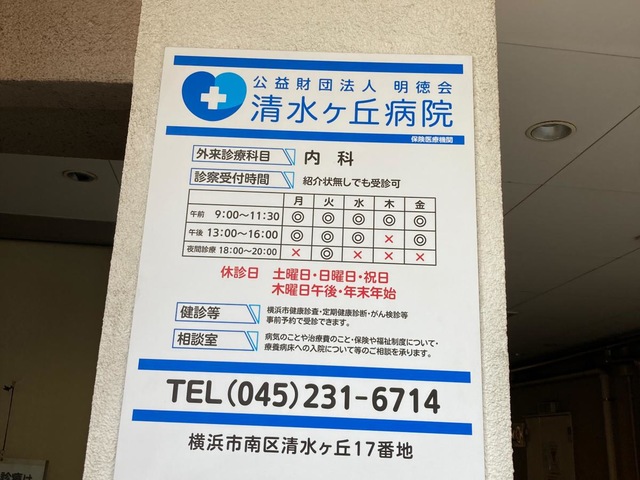 公益財団法人 明徳会
清水ヶ丘病院
保険医療機関
外来診療科目 内科
診察受付時間 紹介状無しでも受診可
月 火 水 木 金
午前 9:00〜11:30 ◎ ◎ ◎ ◎ ◎
午後 13:00〜16:00 ◎ ◎ ◎ × ◎
夜間診療 18:00〜20:00 × ◎ × × ×
休診日 土曜日・日曜日・祝日
木曜日午後・年末年始
健診等 横浜市健康診査・定期健康診断・がん検診等
事前予約で受診できます。
相談室 病気のことや治療費のこと・保険や福祉制度について・
療養病床への入院について等のご相談を承ります。
TEL(045)231-6714
横浜市南区清水ヶ丘17番地